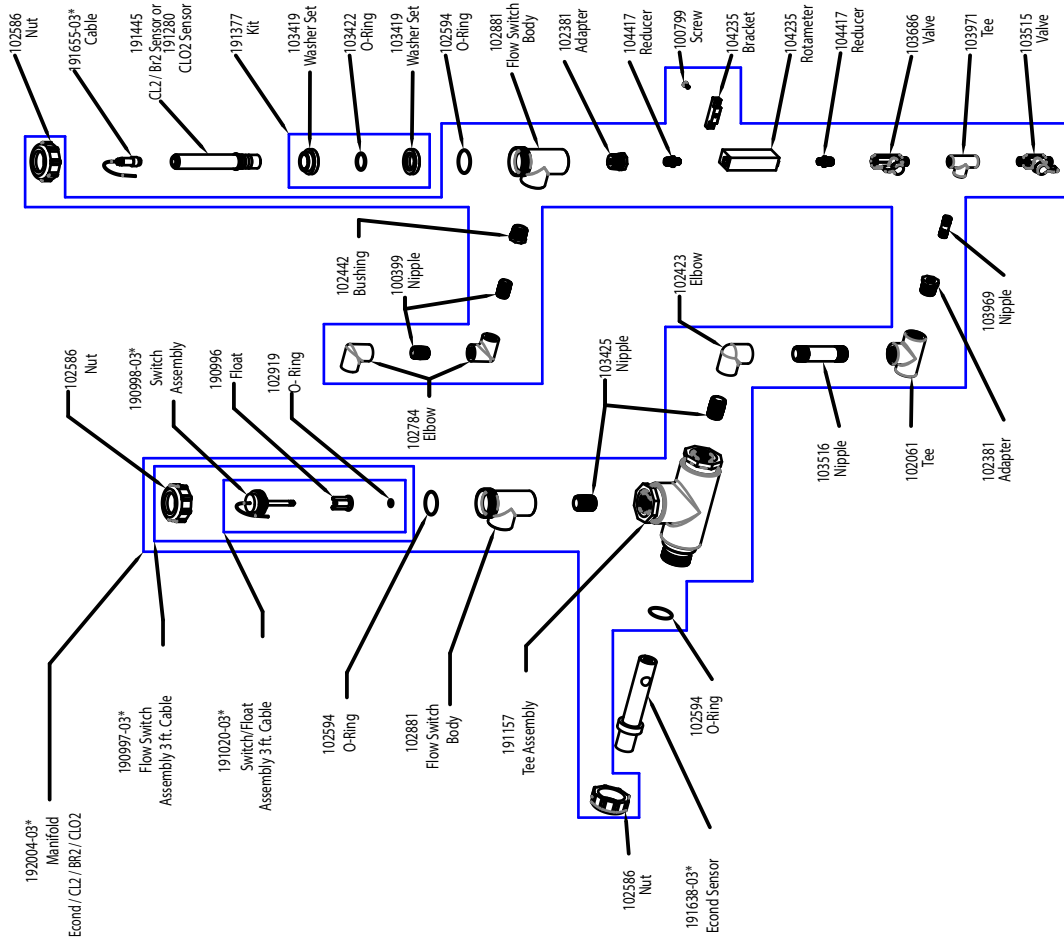 102586
Nut
191655-03*
Cable
191445
CL2 / Br2 Sensor or
191280
CLO2 Sensor
191377
Kit
103419
Washer Set
103422
O-Ring
103419
Washer Set
102594
O-Ring
102881
Flow Switch
Body
102381
Adapter
104417
Reducer
100799
Screw
104235
Bracket
104235
Rotameter
104417
Reducer
103686
Valve
103971
Tee
103515
Valve
102442
Bushing
100399
Nipple
102784
Elbow
102423
Elbow
103969
Nipple
102586
Nut
190998-03*
Switch
Assembly
190996
Float
102919
O- Ring
103425
Nipple
103516
Nipple
102061
Tee
102381
Adapter
192004-03*
Manifold
Econd / CL2 / BR2 / CLO2
190997-03*
Flow Switch
Assembly 3 ft. Cable
191020-03*
Switch/Float
Assembly 3 ft. Cable
102594
O-Ring
102881
Flow Switch
Body
191157
Tee Assembly
102594
O-Ring
102586
Nut
191638-03*
Econd Sensor